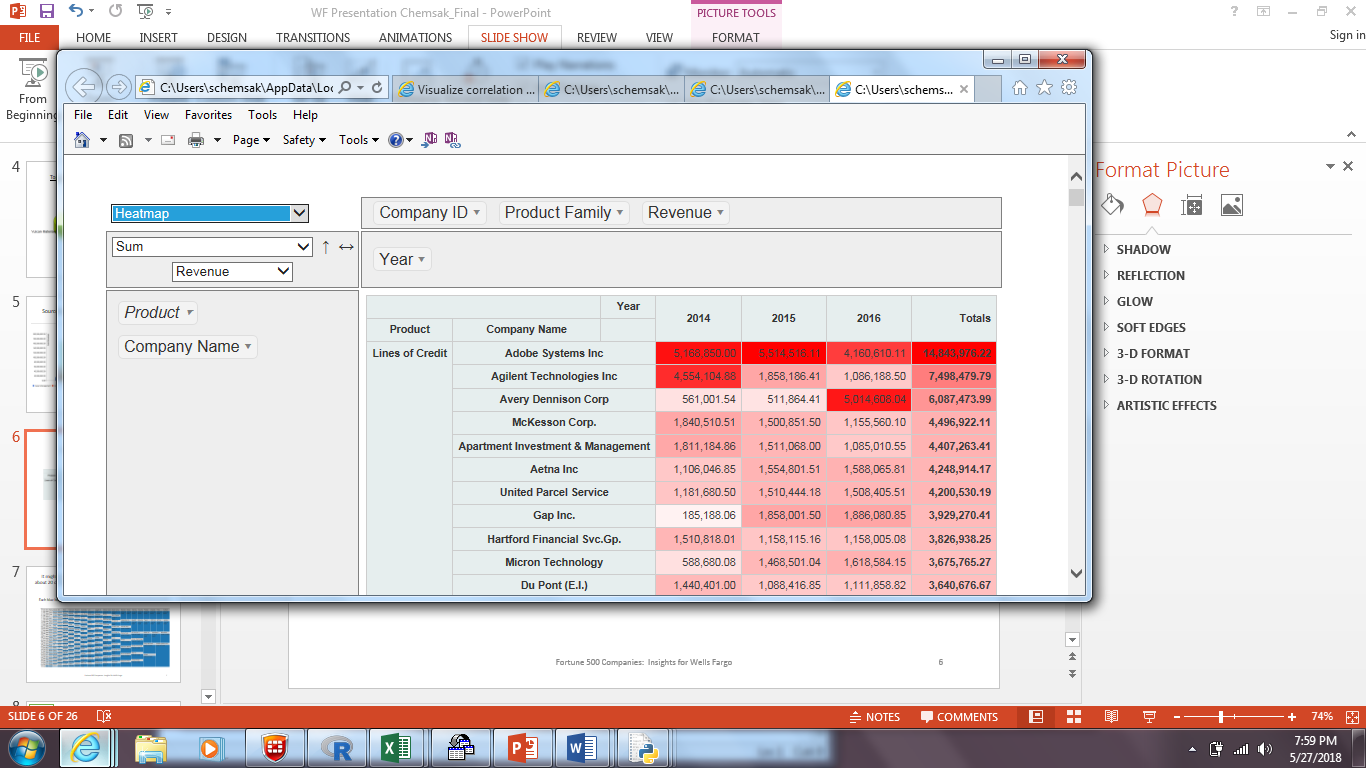 WF Presentation Chemsak_Final - PowerPoint
PICTURE TOOLS
FILE HOME INSERT DESIGN TRANSITIONS ANIMATIONS SLIDE SHOW REVIEW VIEW FORMAT
Sign in
From
Beginning
C:\Users\schemsak\AppData\Loc
Visualize correlation ...
C:\Users\schemsak\...
C:\Users\schemsak\...
C:\Users\schems...
File Edit View Favorites Tools Help
Page Safety Tools
Heatmap
Company ID Product Family Revenue
Sum
Revenue
Year
Product
Company Name
Year 2014 2015 2016 Totals
Product Company Name
Lines of Credit Adobe Systems Inc 5,168,850.00 5,514,516.11 4,160,610.11 14,843,976.22
Agilent Technologies Inc 4,554,104.88 1,858,186.41 1,086,188.50 7,498,479.79
Avery Dennison Corp 561,001.54 511,864.41 5,014,608.04 6,087,473.99
McKesson Corp. 1,840,510.51 1,500,851.50 1,155,560.10 4,496,922.11
Apartment Investment & Management 1,811,184.86 1,511,068.00 1,085,010.55 4,407,263.41
Aetna Inc 1,106,046.85 1,554,801.51 1,588,065.81 4,248,914.17
United Parcel Service 1,181,680.50 1,510,444.18 1,508,405.51 4,200,530.19
Gap Inc. 185,188.06 1,858,001.50 1,886,080.85 3,929,270.41
Hartford Financial Svc.Gp. 1,510,818.01 1,158,115.16 1,158,005.08 3,826,938.25
Micron Technology 588,680.08 1,468,501.04 1,618,584.15 3,675,765.27
Du Pont (E.I.) 1,440,401.00 1,088,416.85 1,111,858.82 3,640,676.67
Format Picture
SHADOW
REFLECTION
GLOW
SOFT EDGES
3-D FORMAT
3-D ROTATION
ARTISTIC EFFECTS
4
5
6
7
Fortune 500 Companies: Insights for Wells Fargo 6
SLIDE 6 OF 26
NOTES COMMENTS 74%
7:59 PM
5/27/2018